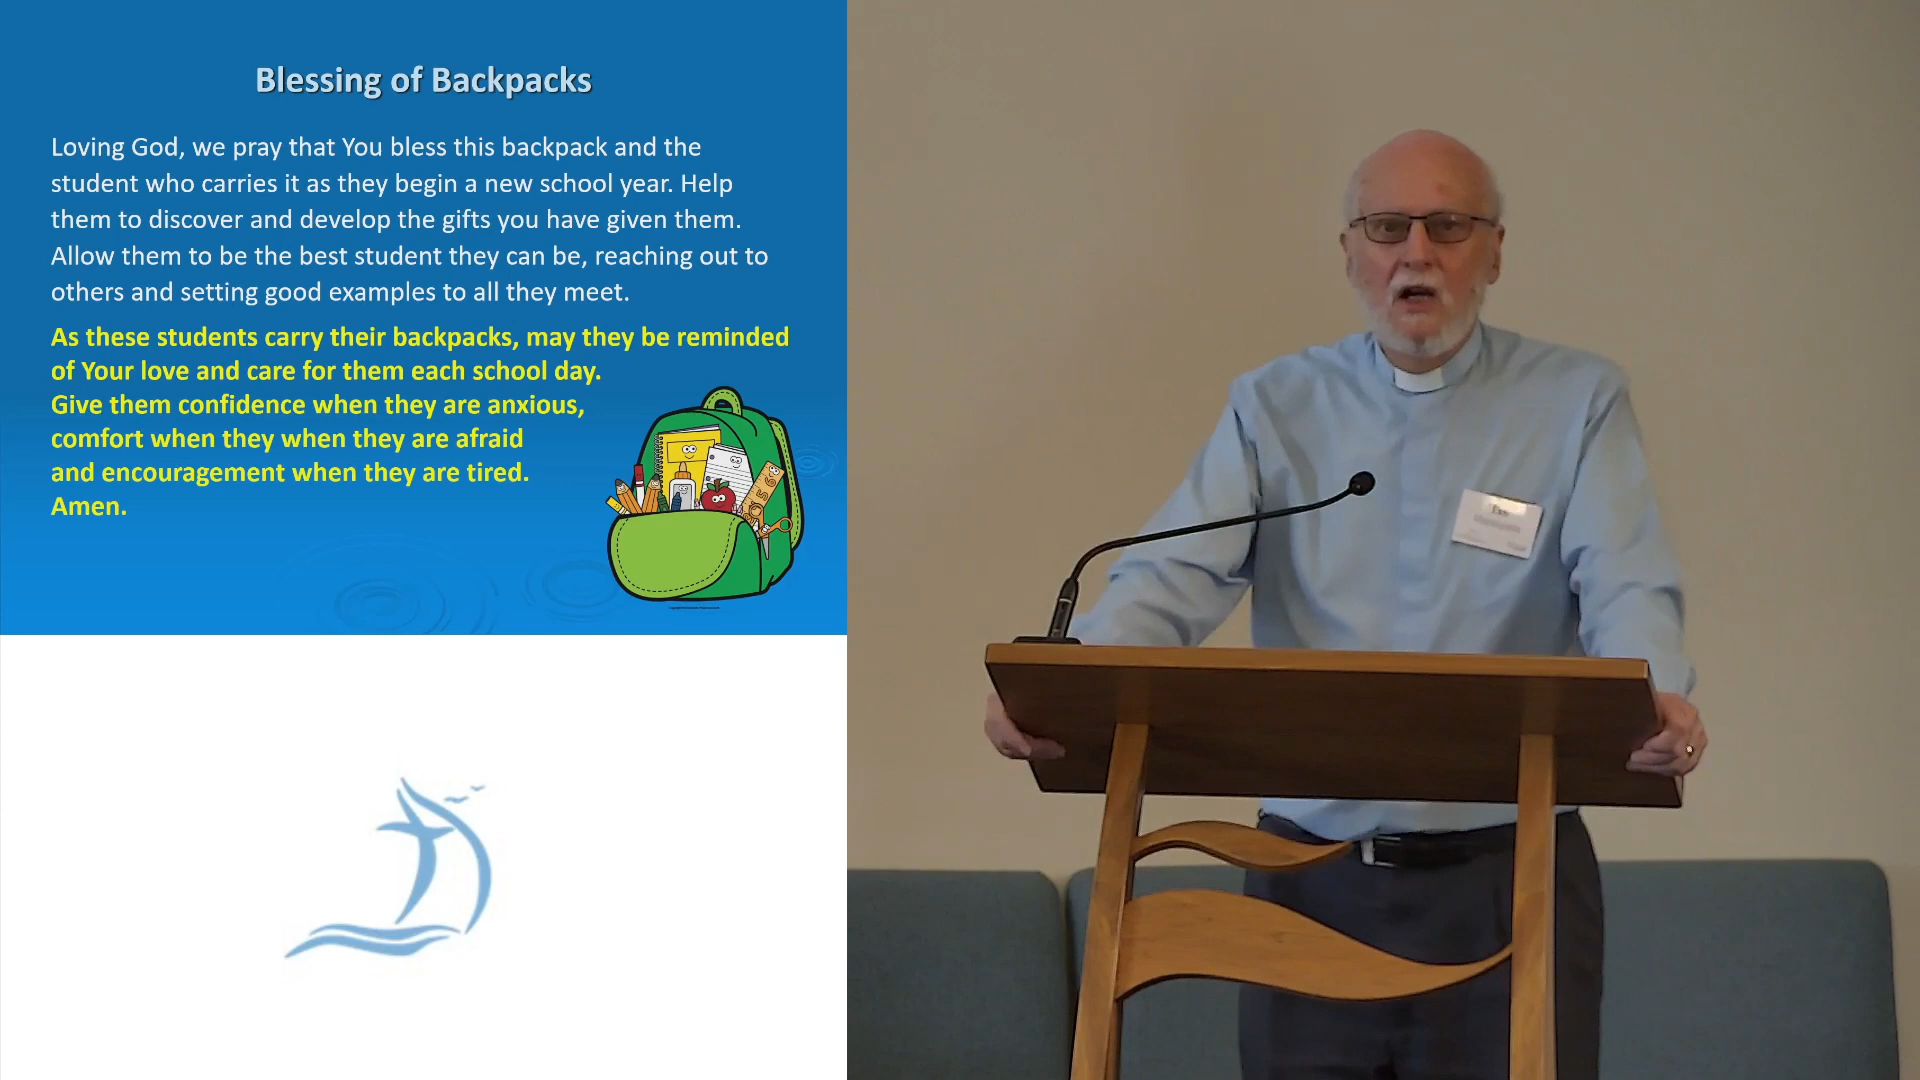 Blessing of Backpacks
Loving God, we pray that You bless this backpack and the
student who carries it as they begin a new school year. Help
them to discover and develop the gifts you have given them.
Allow them to be the best student they can be, reaching out to
others and setting good examples to all they meet.
As these students carry their backpacks, may they be reminded
of Your love and care for them each school day.
Give them confidence when they are anxious,
comfort when they when they are afraid
and encouragement when they are tired.
Amen.